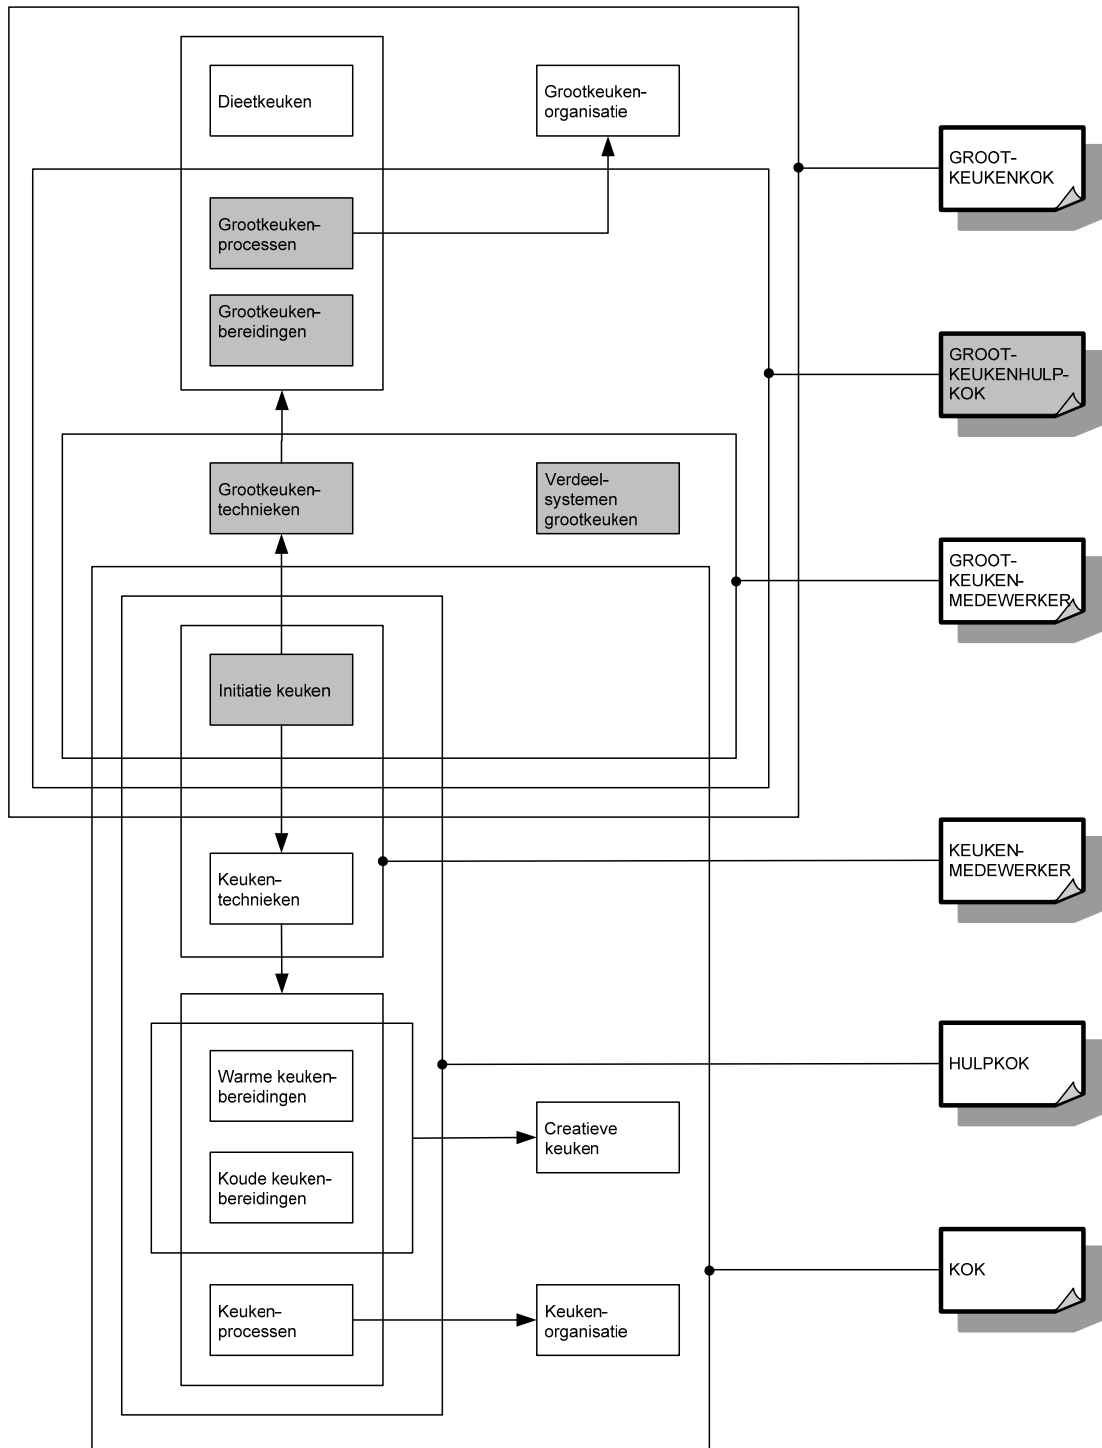 Dieetkeuken
Grootkeuken-
organisatie
GROOT-
KEUKENKOK
Grootkeuken-
processen
Grootkeuken-
bereidingen
GROOT-
KEUKENHULP-
KOK
Grootkeuken-
technieken
Verdeel-
systemen
grootkeuken
GROOT-
KEUKEN-
MEDEWERKER
Initiatie keuken
Keuken-
technieken
KEUKEN-
MEDEWERKER
Warme keuken-
bereidingen
HULPKOK
Creatieve
keuken
Koude keuken-
bereidingen
Keuken-
processen
Keuken-
organisatie
KOK